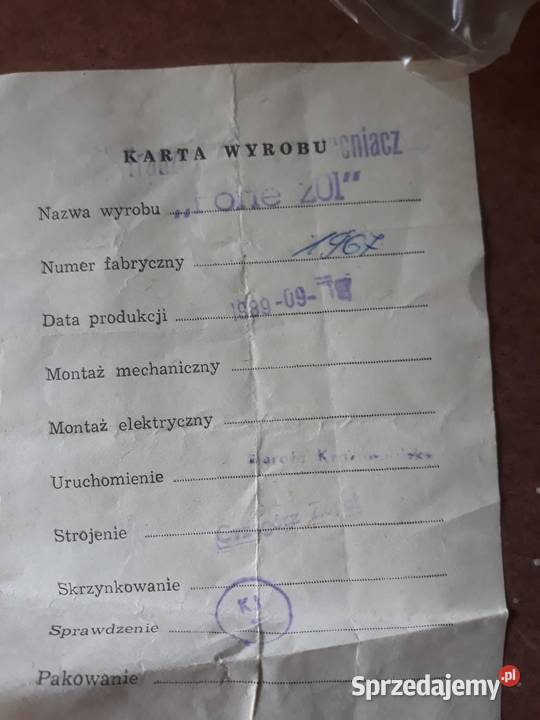 KARTA WYROBU
Nazwa wyrobu
Numer fabryczny 1967
Data produkcji 1989-09-
Montaż mechaniczny
Montaż elektryczny
Uruchomienie
Strojenie
Skrzynkowanie
Sprawdzenie
Pakowanie
Sprzedajemy.pl